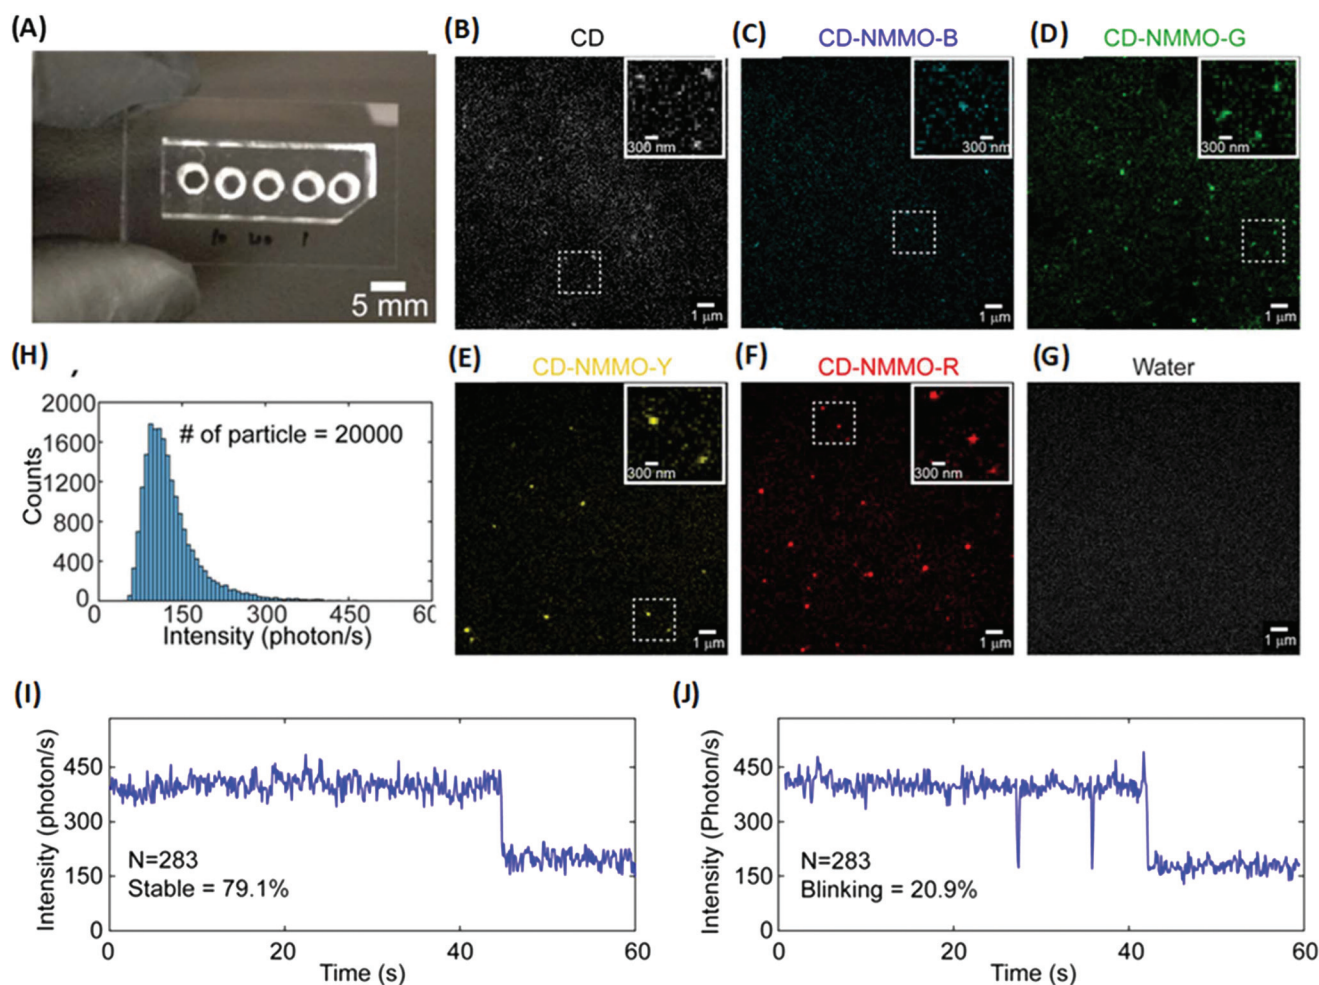 (A)
5 mm
(B)
CD
300 nm
1 μm
(C)
CD-NMMO-B
300 nm
1 μm
(D)
CD-NMMO-G
300 nm
1 μm
(H)
2000
1600
1200
800
400
0
Counts
# of particle = 20000
0 150 300 450 60
Intensity (photon/s)
(E)
CD-NMMO-Y
300 nm
1 μm
(F)
CD-NMMO-R
300 nm
1 μm
(G)
Water
1 μm
(I)
Intensity (photon/s)
450
300
150
0
N=283
Stable = 79.1%
0 20 40 60
Time (s)
(J)
Intensity (Photon/s)
450
300
150
0
N=283
Blinking = 20.9%
0 20 40 60
Time (s)